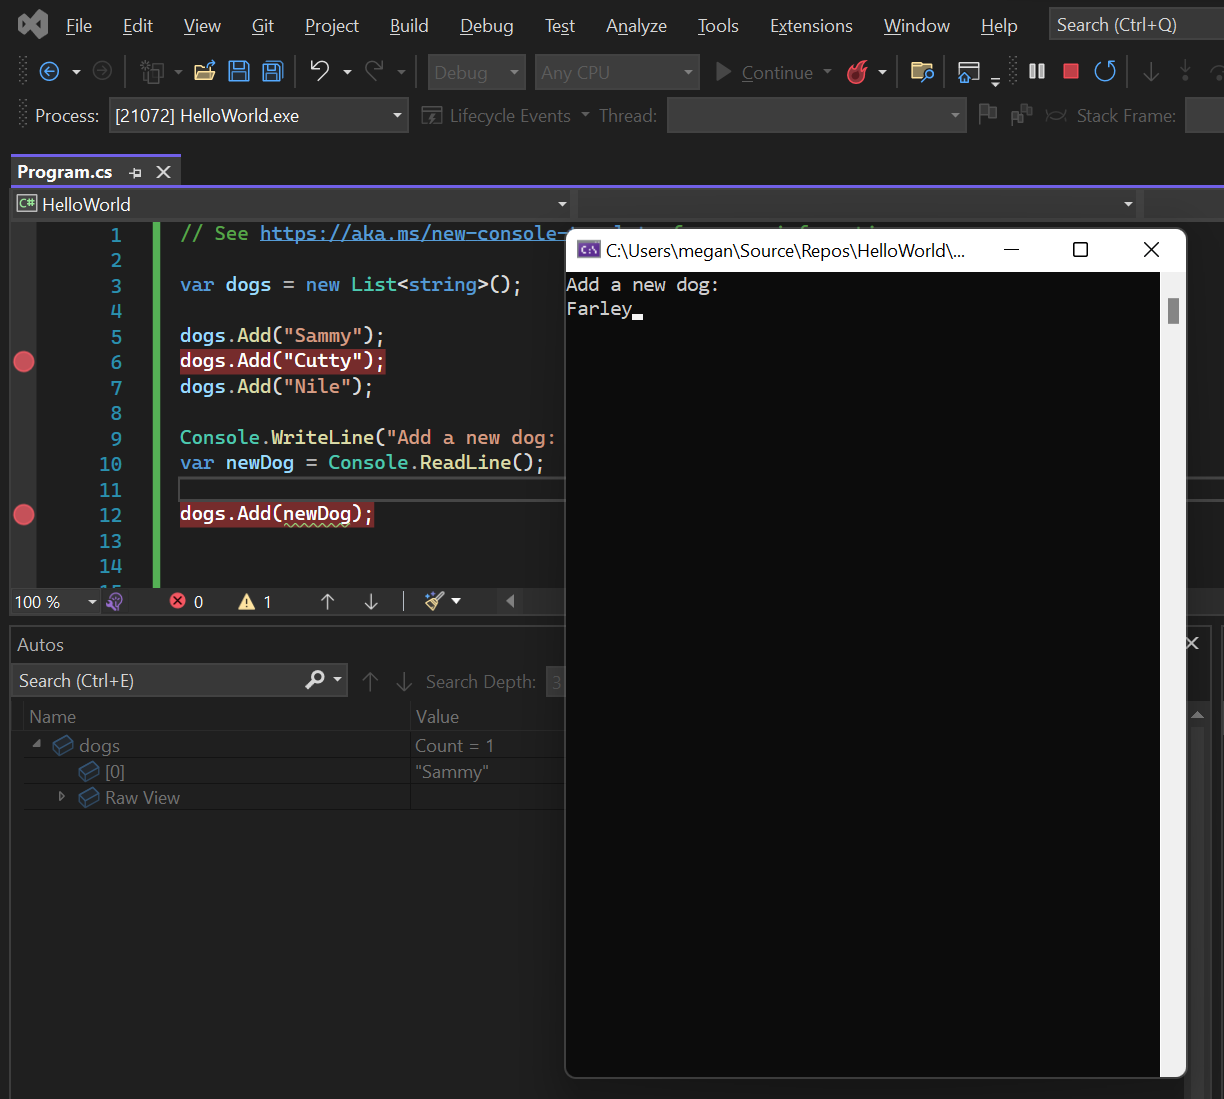 File Edit View Git Project Build Debug Test Analyze Tools Extensions Window Help Search (Ctrl+Q)
Debug Any CPU Continue
Process: [21072] HelloWorld.exe Lifecycle Events Thread: Stack Frame:
Program.cs
C# HelloWorld
1 // See https://aka.ms/new-console-
2
3 var dogs = new List<string>();
4
5 dogs.Add("Sammy");
6 dogs.Add("Cutty");
7 dogs.Add("Nile");
8
9 Console.WriteLine("Add a new dog:
10 var newDog = Console.ReadLine();
11
12 dogs.Add(newDog);
13
14
100 % 0 1
C:\Users\megan\Source\Repos\HelloWorld\...
Add a new dog:
Farley
Autos
Search (Ctrl+E) Search Depth: 3
Name Value
dogs Count = 1
[0] "Sammy"
Raw View